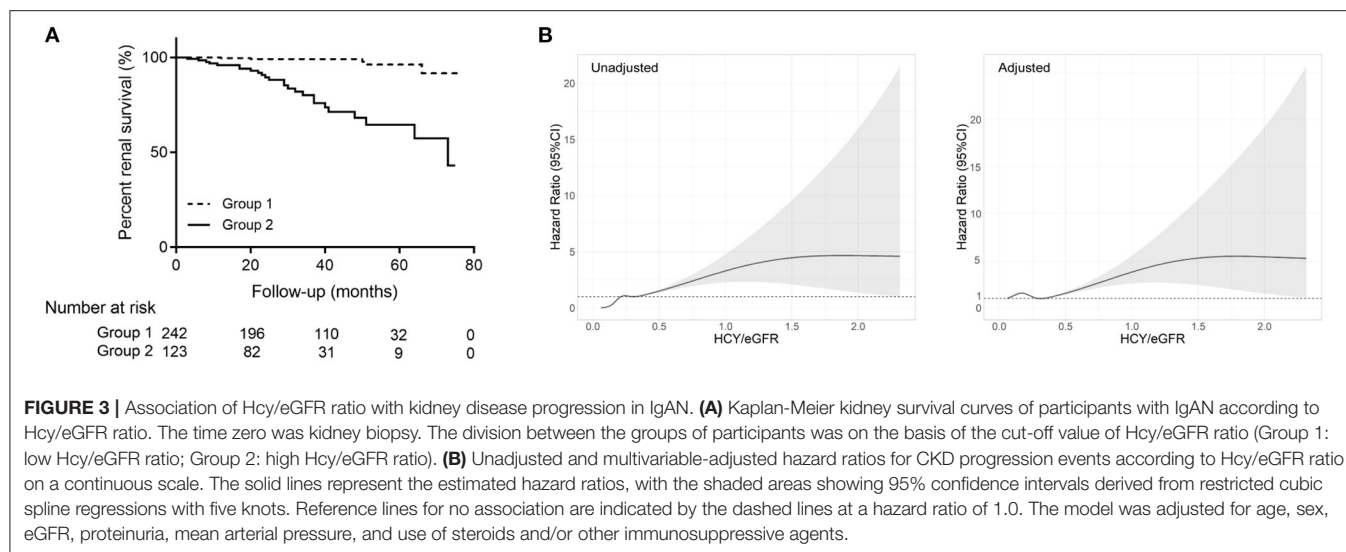 A
Percent renal survival (%)
100
50
0
Group 1
Group 2
0 20 40 60 80
Follow-up (months)
Number at risk
Group 1 242 196 110 32 0
Group 2 123 82 31 9 0
B
Unadjusted
Hazard Ratio (95%CI)
20
15
10
5
0
0.0 0.5 1.0 1.5 2.0
HCY/eGFR
Adjusted
Hazard Ratio (95%CI)
25
20
15
10
5
1
0
0.0 0.5 1.0 1.5 2.0
HCY/eGFR
FIGURE 3 | Association of Hcy/eGFR ratio with kidney disease progression in IgAN. (A) Kaplan-Meier kidney survival curves of participants with IgAN according to
Hcy/eGFR ratio. The time zero was kidney biopsy. The division between the groups of participants was on the basis of the cut-off value of Hcy/eGFR ratio (Group 1:
low Hcy/eGFR ratio; Group 2: high Hcy/eGFR ratio). (B) Unadjusted and multivariable-adjusted hazard ratios for CKD progression events according to Hcy/eGFR ratio
on a continuous scale. The solid lines represent the estimated hazard ratios, with the shaded areas showing 95% confidence intervals derived from restricted cubic
spline regressions with five knots. Reference lines for no association are indicated by the dashed lines at a hazard ratio of 1.0. The model was adjusted for age, sex,
eGFR, proteinuria, mean arterial pressure, and use of steroids and/or other immunosuppressive agents.